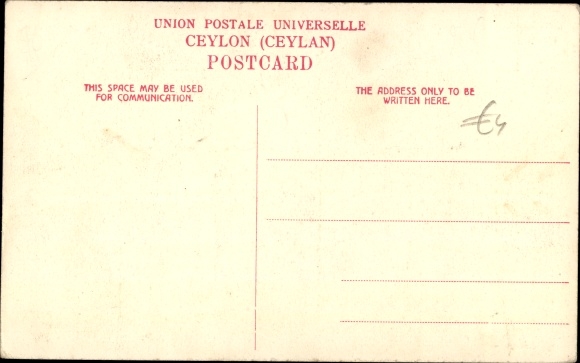 UNION POSTALE UNIVERSELLE
CEYLON (CEYLAN)
POSTCARD
THIS SPACE MAY BE USED
FOR COMMUNICATION.
THE ADDRESS ONLY TO BE
WRITTEN HERE.
€4